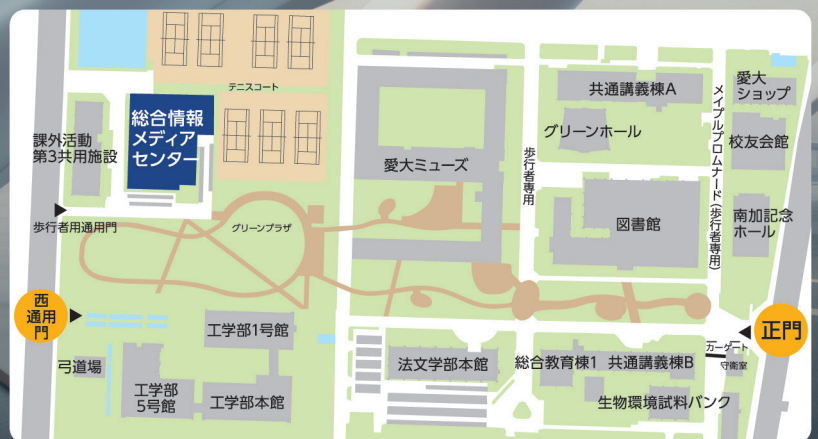 テニスコート
総合情報
メディア
センター
課外活動
第3共用施設
歩行者用通用門
グリーンプラザ
愛大ミューズ
歩行者専用
共通講義棟A
グリーンホール
図書館
メイプルプロムナード(歩行者専用)
愛大
ショップ
校友会館
南加記念
ホール
西
通用
門
弓道場
工学部1号館
工学部
5号館
工学部本館
法文学部本館
総合教育棟1
共通講義棟B
生物環境試料バンク
カーゲート
守衛室
正門